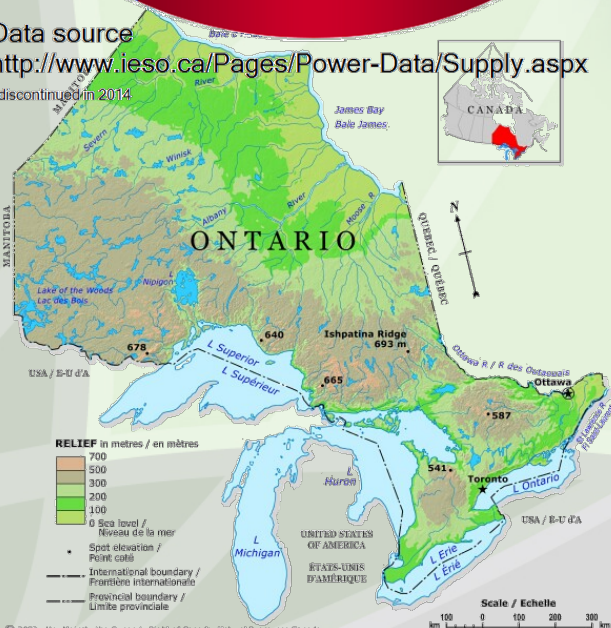 Data source
http://www.ieso.ca/Pages/Power-Data/Supply.aspx
discontinued in 2014
MANITOBA
River
James Bay
Baie James
CANADA
Severn
Winisk
MANITOBA
Albany
River
Moose R
QUEBEC / QUÉBEC
N
ONTARIO
Lake of the Woods
Lac des Bois
L
Nipigon
678
640
Ishpatina Ridge
693 m
L Superior
L Supérieur
665
Ottawa R / R des Outaouais
Ottawa
587
USA / E-U d'A
RELIEF in metres / en mètres
700
500
300
200
100
0 Sea level /
Niveau de la mer
Spot elevation /
Point coté
International boundary /
Frontière internationale
Provincial boundary /
Limite provinciale
541
Toronto
L Ontario
USA / E-U d'A
L
Huron
L
Michigan
UNITED STATES
OF AMERICA
ÉTATS-UNIS
D'AMÉRIQUE
L Erie
L Érié
Scale / Echelle
100 0 100 200 300
km km